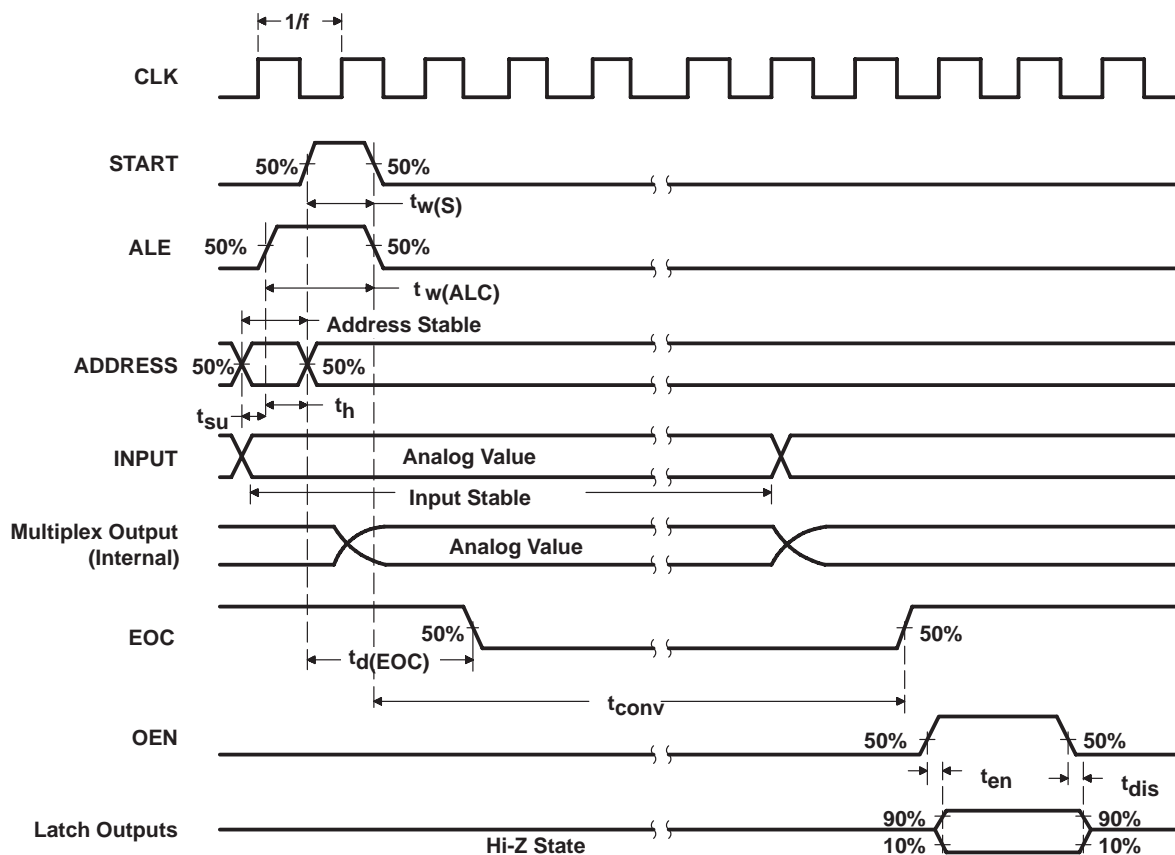 1/f
CLK
START
50%
50%
tw(S)
ALE
50%
50%
tw(ALC)
Address Stable
ADDRESS
50%
50%
tsu
th
INPUT
Analog Value
Input Stable
Multiplex Output
(Internal)
Analog Value
EOC
50%
50%
td(EOC)
tconv
OEN
50%
50%
ten
tdis
Latch Outputs
90%
90%
10%
10%
Hi-Z State